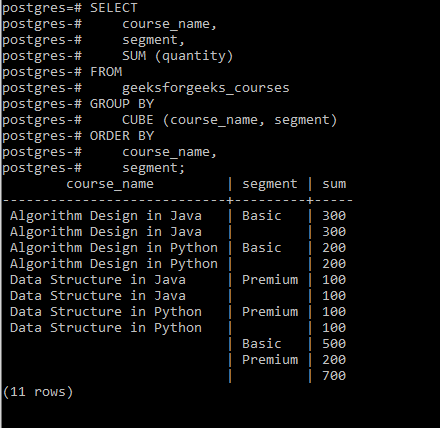 postgres=# SELECT
postgres-#     course_name,
postgres-#     segment,
postgres-#     SUM (quantity)
postgres-# FROM
postgres-#     geeksforgeeks_courses
postgres-# GROUP BY
postgres-#     CUBE (course_name, segment)
postgres-# ORDER BY
postgres-#     course_name,
postgres-#     segment;
        course_name         | segment | sum
----------------------------+---------+-----
 Algorithm Design in Java   | Basic   | 300
 Algorithm Design in Java   |         | 300
 Algorithm Design in Python | Basic   | 200
 Algorithm Design in Python |         | 200
 Data Structure in Java     | Premium | 100
 Data Structure in Java     |         | 100
 Data Structure in Python   | Premium | 100
 Data Structure in Python   |         | 100
                            | Basic   | 500
                            | Premium | 200
                            |         | 700
(11 rows)